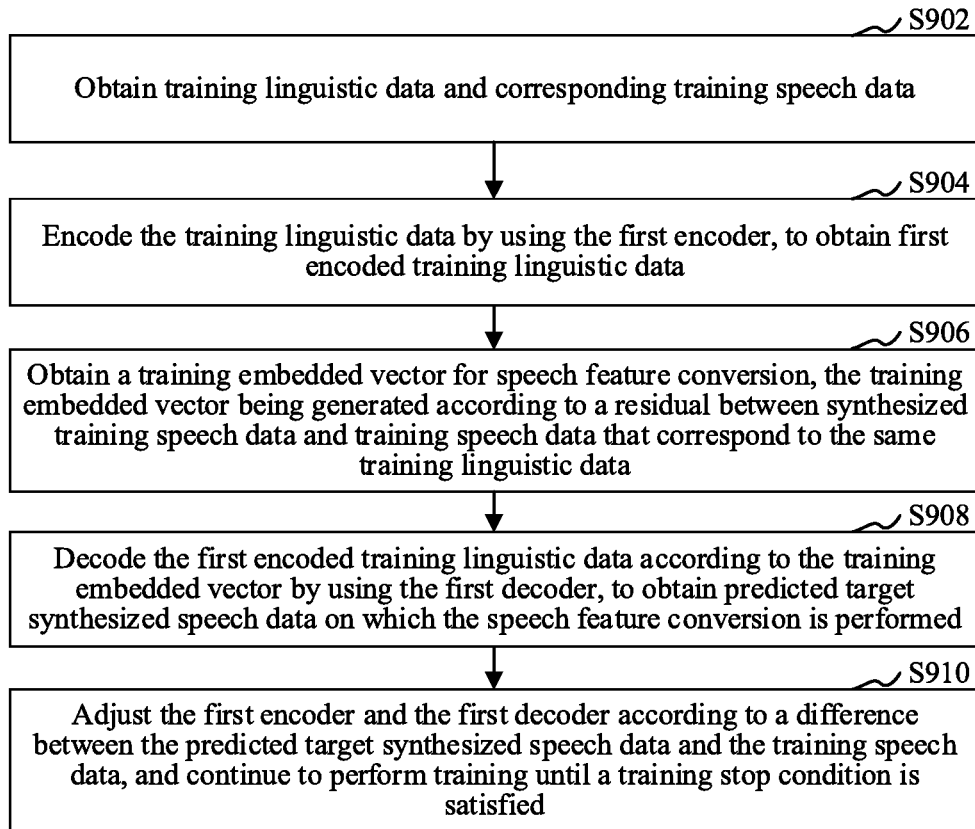 S902
Obtain training linguistic data and corresponding training speech data
S904
Encode the training linguistic data by using the first encoder, to obtain first
encoded training linguistic data
S906
Obtain a training embedded vector for speech feature conversion, the training
embedded vector being generated according to a residual between synthesized
training speech data and training speech data that correspond to the same
training linguistic data
S908
Decode the first encoded training linguistic data according to the training
embedded vector by using the first decoder, to obtain predicted target
synthesized speech data on which the speech feature conversion is performed
S910
Adjust the first encoder and the first decoder according to a difference
between the predicted target synthesized speech data and the training speech
data, and continue to perform training until a training stop condition is
satisfied